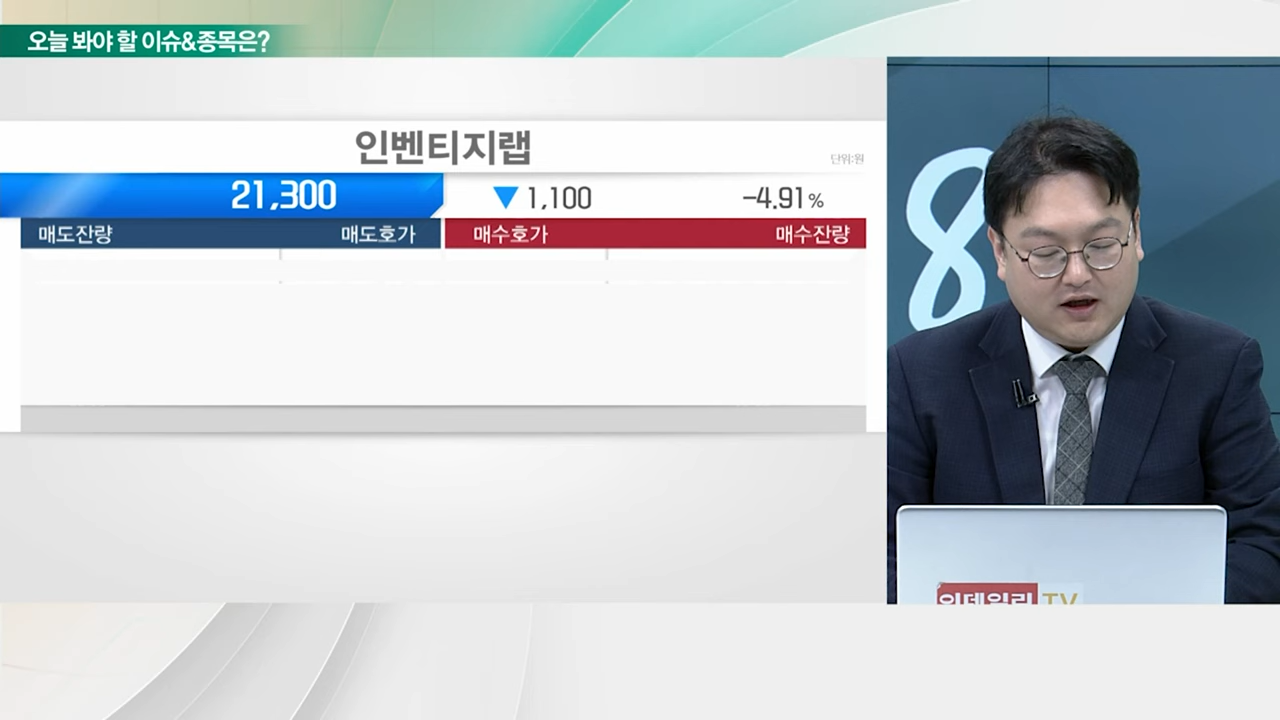 오늘 봐야 할 이슈&종목은?
인벤티지랩
단위:원
21,300 ▼ 1,100 -4.91%
매도잔량 매도호가 매수호가 매수잔량
8
이데일리 TV